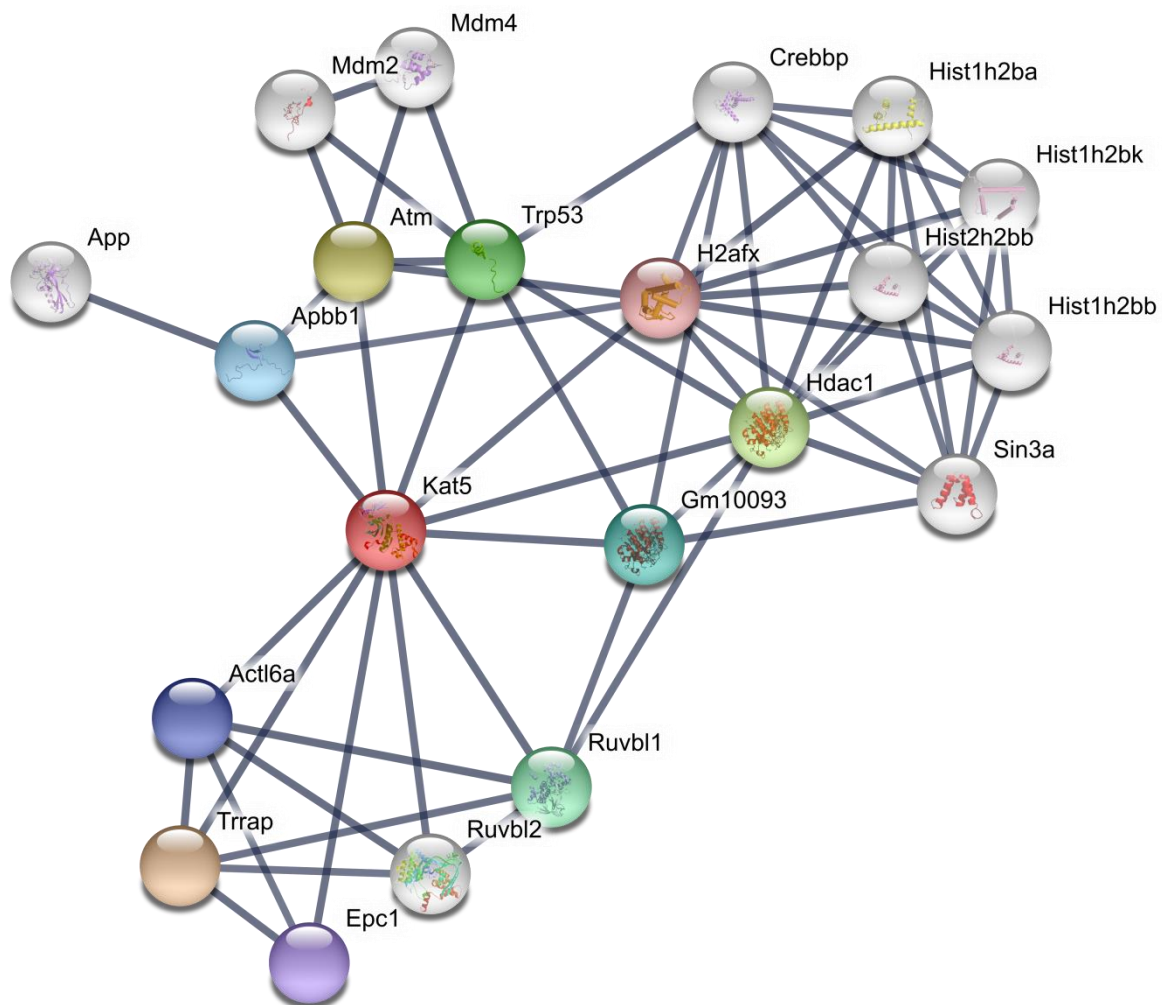 Mdm4
Mdm2
Crebbp
Hist1h2ba
Hist1h2bk
App
Atm
Trp53
H2afx
Hist2h2bb
Apbb1
Hist1h2bb
Hdac1
Sin3a
Kat5
Gm10093
Actl6a
Ruvbl1
Trrap
Ruvbl2
Epc1